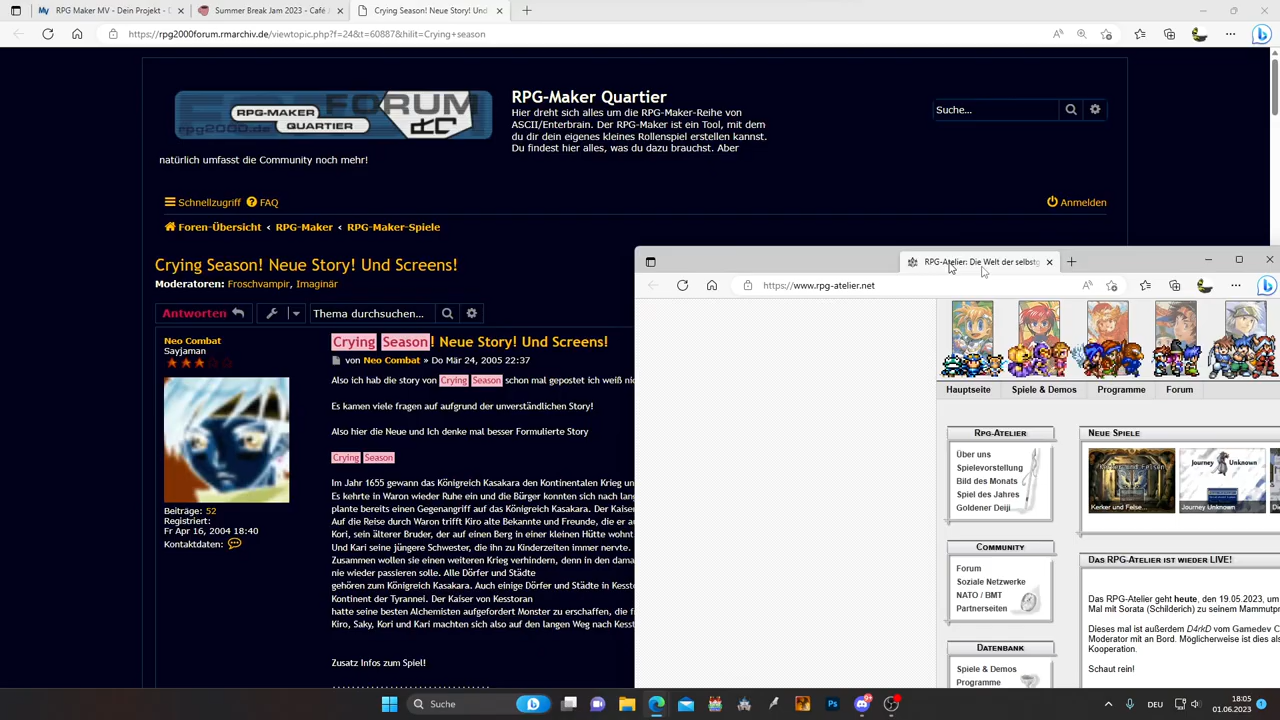 RPG Maker MV - Dein Projekt - D
Summer Break Jam 2023 - Café
Crying Season! Neue Story! Und
https://rpg2000forum.rmarchiv.de/viewtopic.php?f=24&t=60887&hilit=Crying+season
FORUM
RPG-MAKER
QUARTIER
rpg2000.de
RPG-Maker Quartier
Hier dreht sich alles um die RPG-Maker-Reihe von
ASCII/Enterbrain. Der RPG-Maker ist ein Tool, mit dem
du dir dein eigenes kleines Rollenspiel erstellen kannst.
Du findest hier alles, was du dazu brauchst. Aber
natürlich umfasst die Community noch mehr!
Suche...
Schnellzugriff
FAQ
Anmelden
Foren-Übersicht ‹ RPG-Maker ‹ RPG-Maker-Spiele
Crying Season! Neue Story! Und Screens!
Moderatoren: Froschvampir, Imaginär
Antworten
Thema durchsuchen...
Neo Combat
Sayjaman
Beiträge: 52
Registriert:
Fr Apr 16, 2004 18:40
Kontaktdaten:
Crying Season! Neue Story! Und Screens!
von Neo Combat » Do Mär 24, 2005 22:37
Also ich hab die story von Crying Season schon mal gepostet ich weiß
Es kamen viele fragen auf aufgrund der unverständlichen Story!
Also hier die Neue und Ich denke mal besser Formulierte Story
Crying Season
Im Jahr 1655 gewann das Königreich Kasakara den Kontinentalen Krieg
Es kehrte in Waron wieder Ruhe ein und die Bürger konnten sich nach
plante bereits einen Gegenangriff auf das Königreich Kasakara. Der Kaiser
Auf die Reise durch Waron trifft Kiro alte Bekannte und Freunde, die er
Kori, sein älterer Bruder, der auf einen Berg in einer kleinen Hütte
Und Kari seine jüngere Schwester, die ihn zu Kinderzeiten immer nervte.
Zusammen wollen sie einen weiteren Krieg verhindern, denn in den
nie wieder passieren solle. Alle Dörfer und Städte
gehören zum Königreich Kasakara. Auch einige Dörfer und Städte in
Kontinent der Tyrannei. Der Kaiser von Kesstoran
hatte seine besten Alchemisten aufgefordert Monster zu erschaffen, die
Kiro, Saky, Kori und Kari machten sich also auf den langen Weg nach
Zusatz Infos zum Spiel!
RPG-Atelier: Die Welt der selbstg
https://www.rpg-atelier.net
Hauptseite
Spiele & Demos
Programme
Forum
RPG-ATELIER
Über uns
Spielevorstellung
Bild des Monats
Spiel des Jahres
Goldener Deiji
COMMUNITY
Forum
Soziale Netzwerke
NATO / BMT
Partnerseiten
DATENBANK
Spiele & Demos
Programme
NEUE SPIELE
Kerker und Felsen
Journey Unknown
Kerker und Felse...
Journey Unknown
DAS RPG-ATELIER IST WIEDER LIVE!
Das RPG-Atelier geht heute, den 19.05.2023, um
Mal mit Sorata (Schilderich) zu seinem
Dieses mal ist außerdem D4rkD vom Gamedev
Moderator mit an Bord. Möglicherweise ist dies
Kooperation.
Schaut rein!
Suche
DEU
18:05
01.06.2023